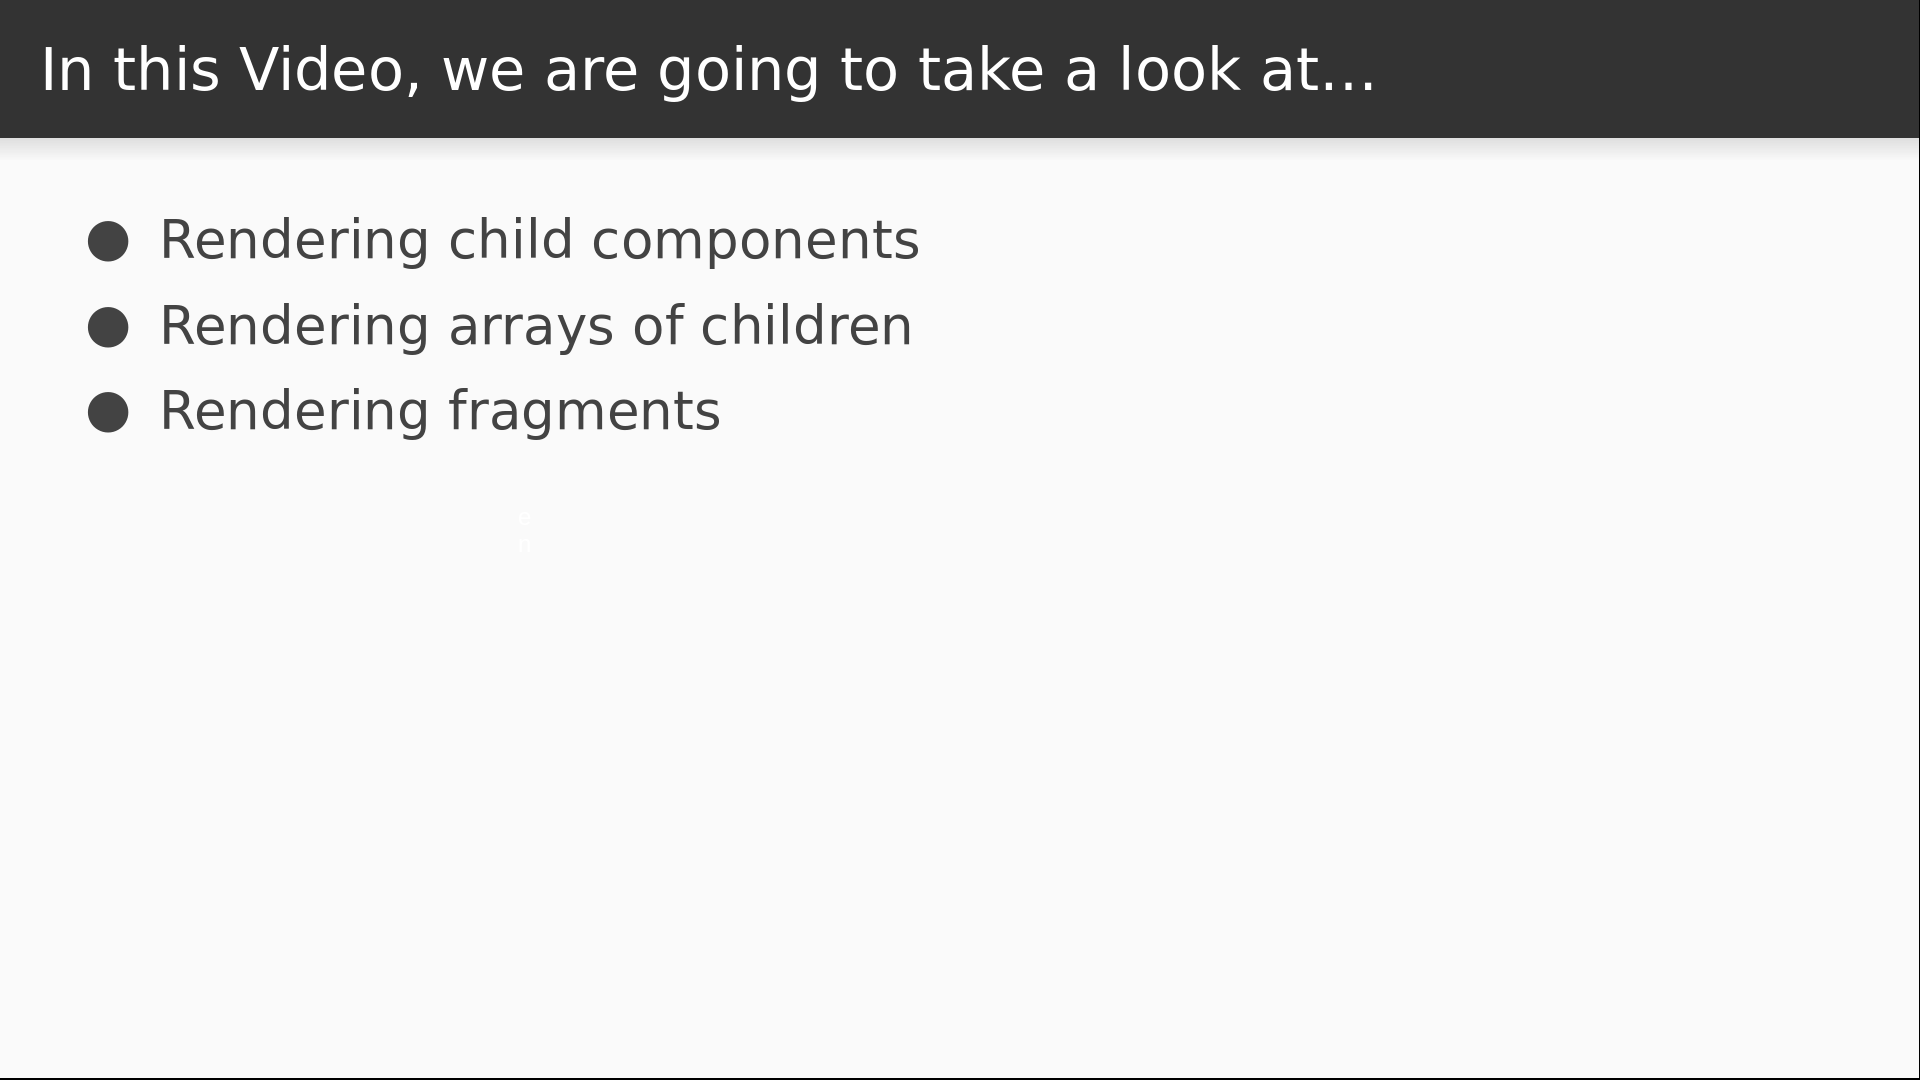 In this Video, we are going to take a look at…
● Rendering child components
● Rendering arrays of children
● Rendering fragments
e
n